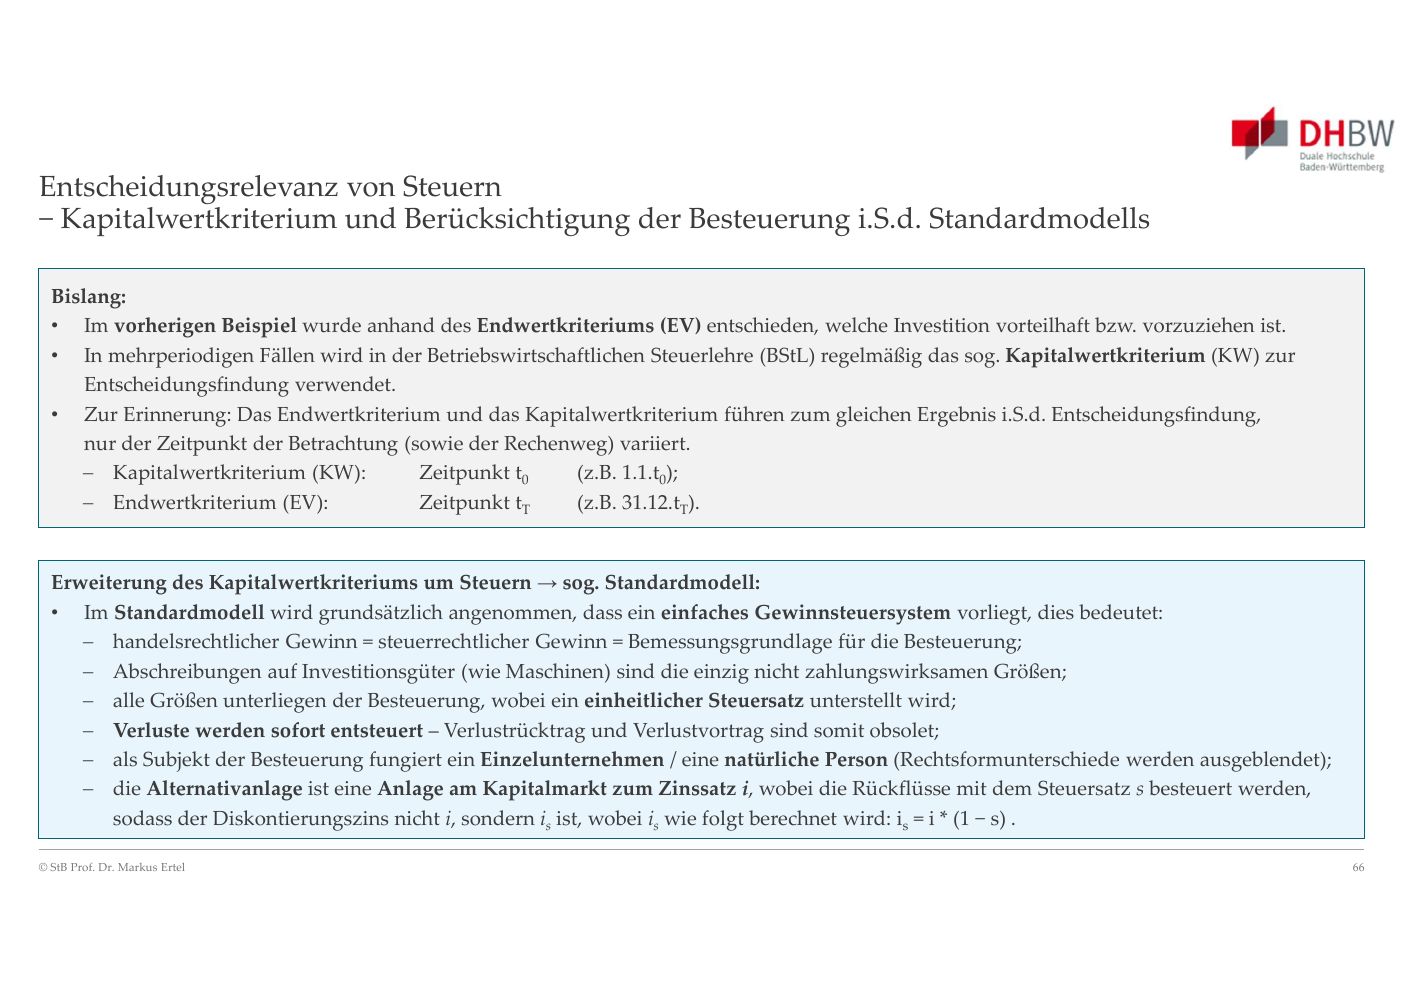 DHBW
Duale Hochschule
Baden-Württemberg
Entscheidungsrelevanz von Steuern
– Kapitalwertkriterium und Berücksichtigung der Besteuerung i.S.d. Standardmodells
Bislang:
• Im vorherigen Beispiel wurde anhand des Endwertkriteriums (EV) entschieden, welche Investition vorteilhaft bzw. vorzuziehen ist.
• In mehrperiodigen Fällen wird in der Betriebswirtschaftlichen Steuerlehre (BStL) regelmäßig das sog. Kapitalwertkriterium (KW) zur
Entscheidungsfindung verwendet.
• Zur Erinnerung: Das Endwertkriterium und das Kapitalwertkriterium führen zum gleichen Ergebnis i.S.d. Entscheidungsfindung,
nur der Zeitpunkt der Betrachtung (sowie der Rechenweg) variiert.
– Kapitalwertkriterium (KW): Zeitpunkt t0 (z.B. 1.1.t0);
– Endwertkriterium (EV): Zeitpunkt tT (z.B. 31.12.tT).
Erweiterung des Kapitalwertkriteriums um Steuern → sog. Standardmodell:
• Im Standardmodell wird grundsätzlich angenommen, dass ein einfaches Gewinnsteuersystem vorliegt, dies bedeutet:
– handelsrechtlicher Gewinn = steuerrechtlicher Gewinn = Bemessungsgrundlage für die Besteuerung;
– Abschreibungen auf Investitionsgüter (wie Maschinen) sind die einzig nicht zahlungswirksamen Größen;
– alle Größen unterliegen der Besteuerung, wobei ein einheitlicher Steuersatz unterstellt wird;
– Verluste werden sofort entsteuert – Verlustrücktrag und Verlustvortrag sind somit obsolet;
– als Subjekt der Besteuerung fungiert ein Einzelunternehmen / eine natürliche Person (Rechtsformunterschiede werden ausgeblendet);
– die Alternativanlage ist eine Anlage am Kapitalmarkt zum Zinssatz i, wobei die Rückflüsse mit dem Steuersatz s besteuert werden,
sodass der Diskontierungszins nicht i, sondern is ist, wobei is wie folgt berechnet wird: is = i * (1 − s) .
© StB Prof. Dr. Markus Ertel
66